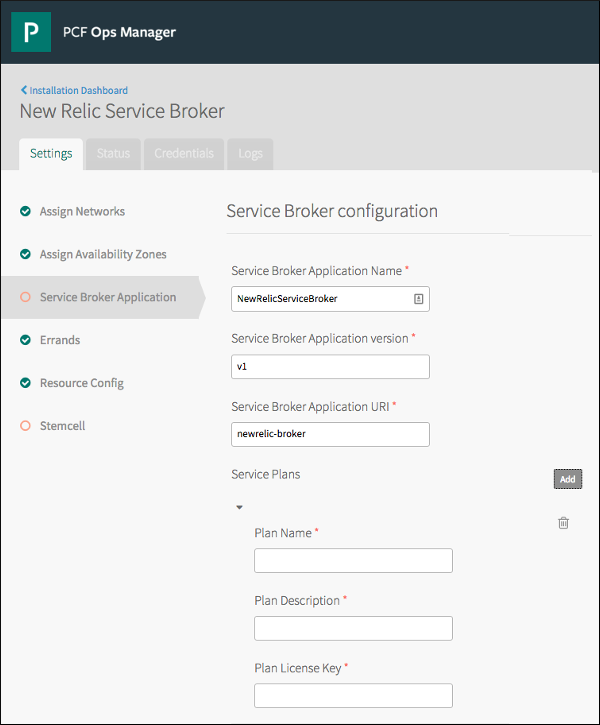 P PCF Ops Manager
Installation Dashboard
New Relic Service Broker
Settings Status Credentials Logs
Assign Networks
Assign Availability Zones
Service Broker Application
Errands
Resource Config
Stemcell
Service Broker configuration
Service Broker Application Name *
NewRelicServiceBroker
Service Broker Application version *
v1
Service Broker Application URI *
newrelic-broker
Service Plans
Add
Plan Name *
Plan Description *
Plan License Key *